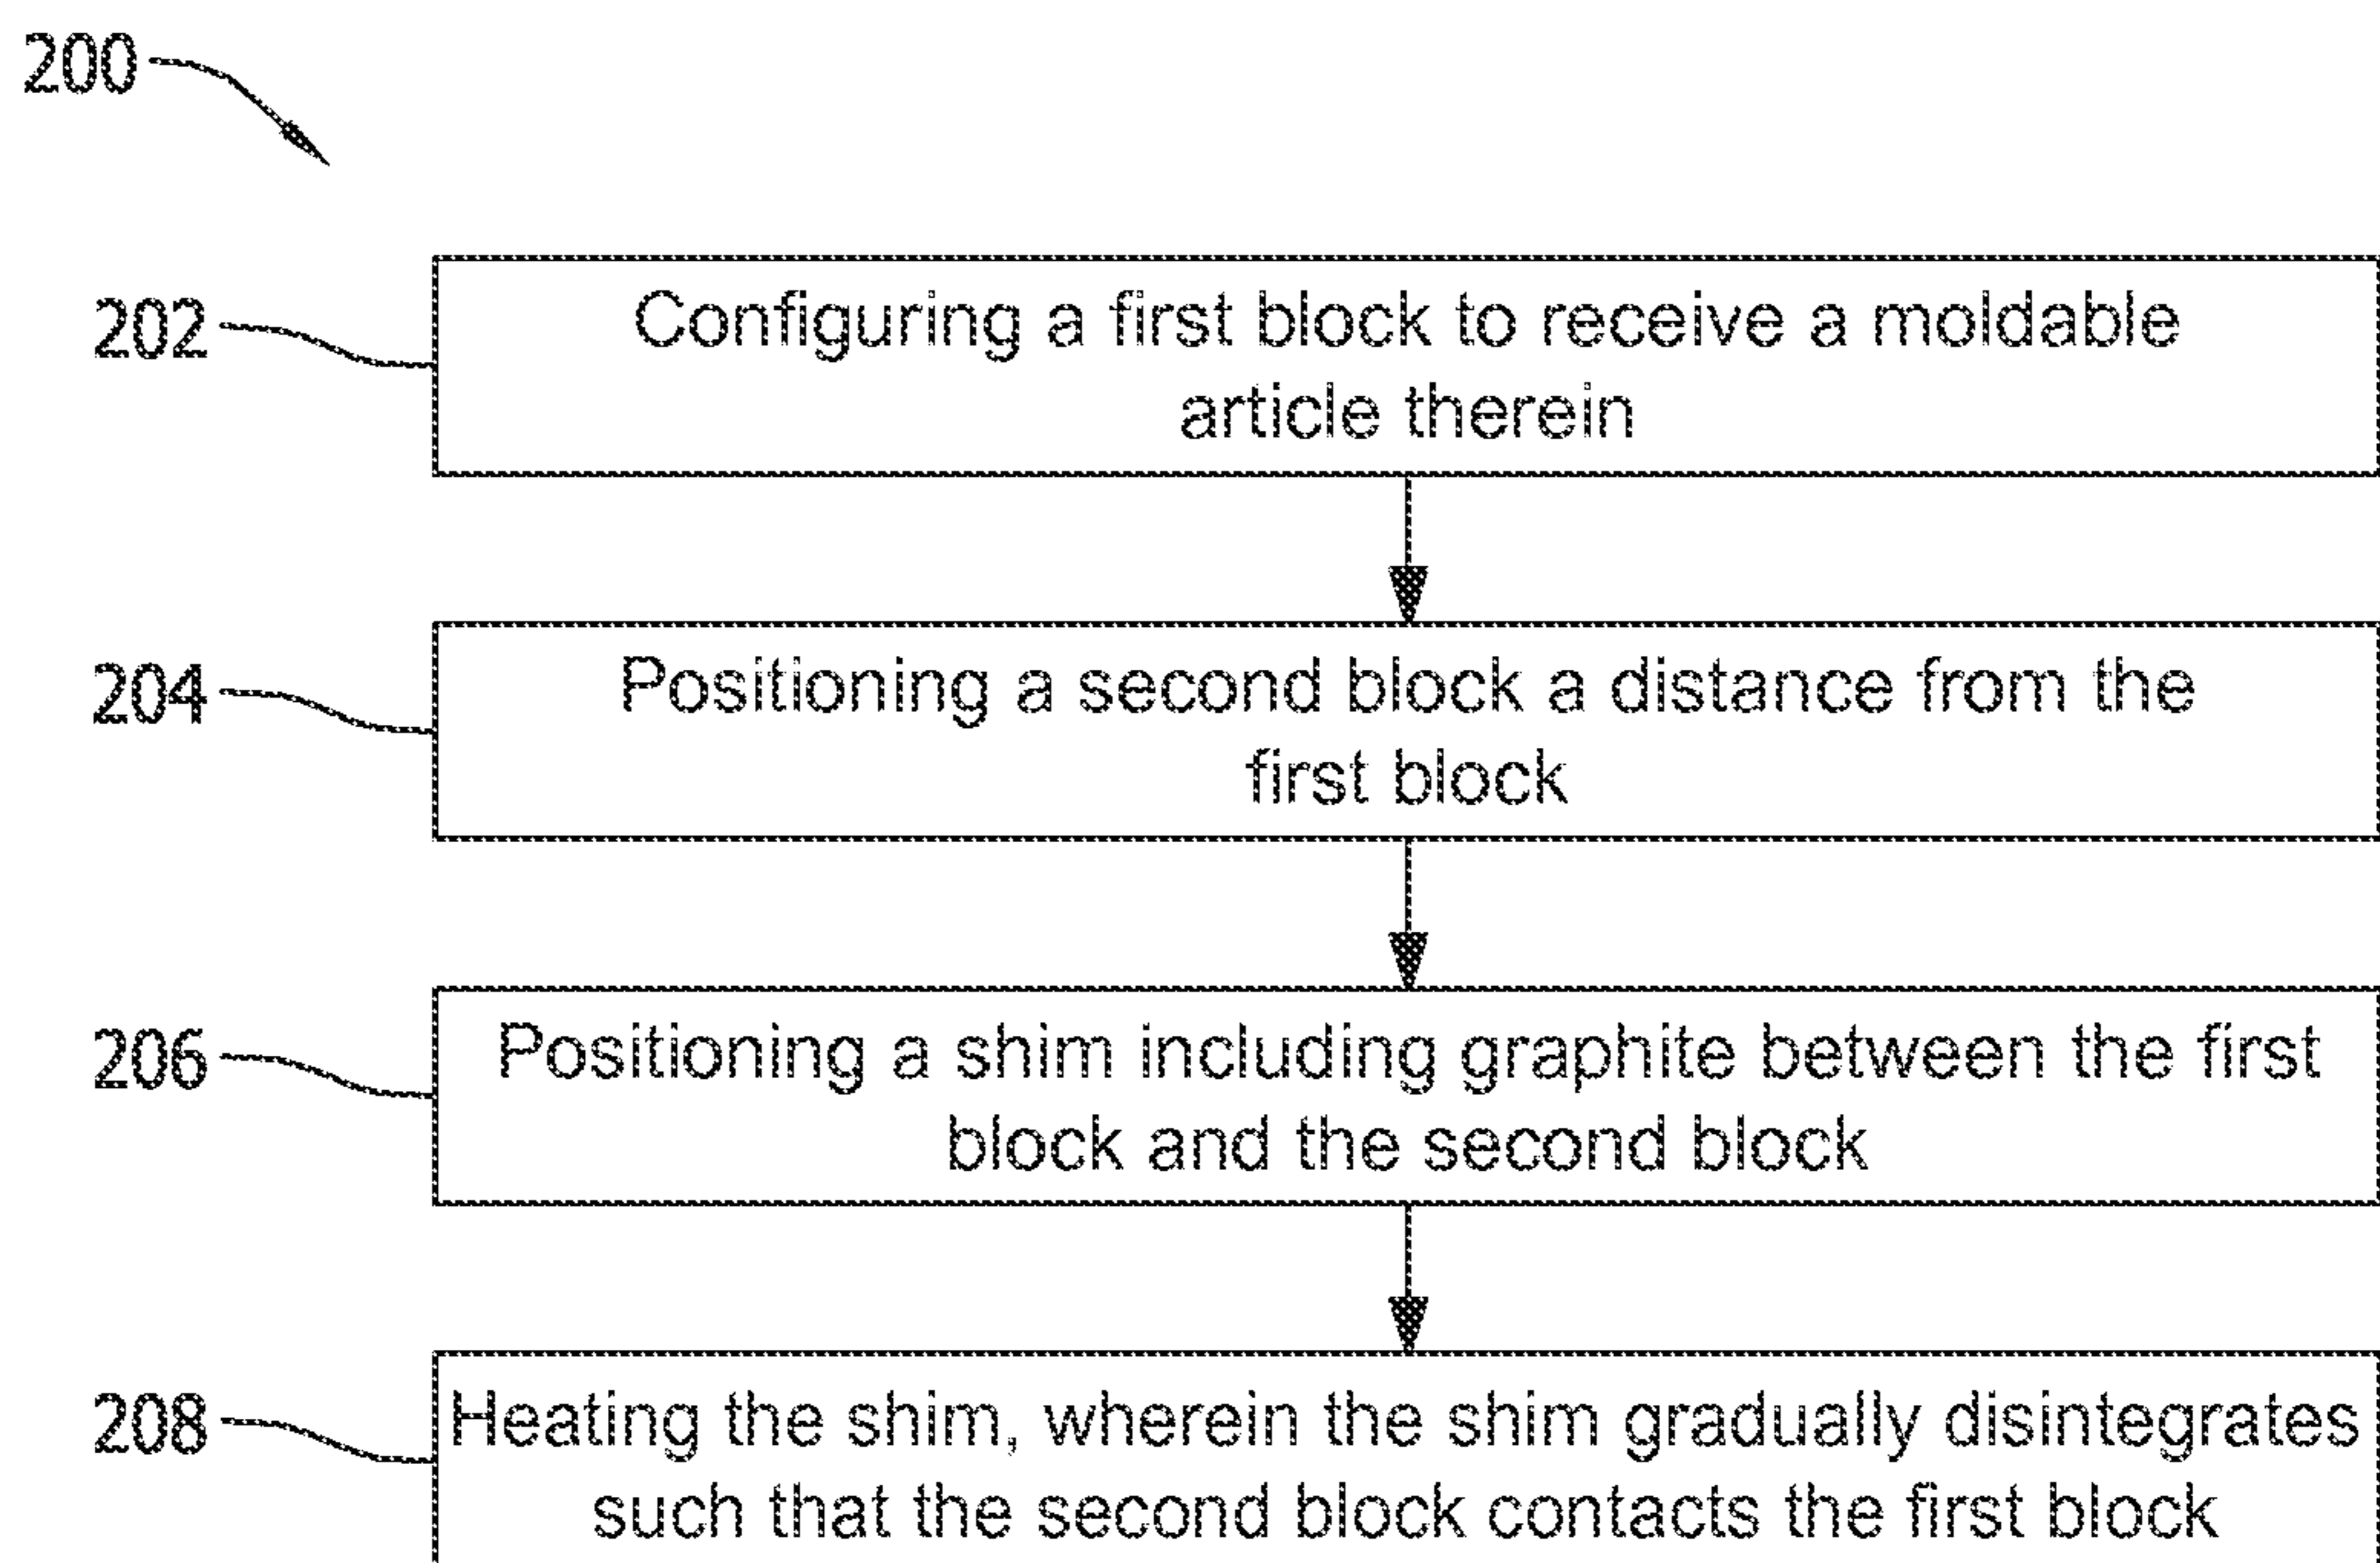 200
202
Configuring a first block to receive a moldable
article therein
204
Positioning a second block a distance from the
first block
206
Positioning a shim including graphite between the first
block and the second block
208
Heating the shim, wherein the shim gradually disintegrates
such that the second block contacts the first block